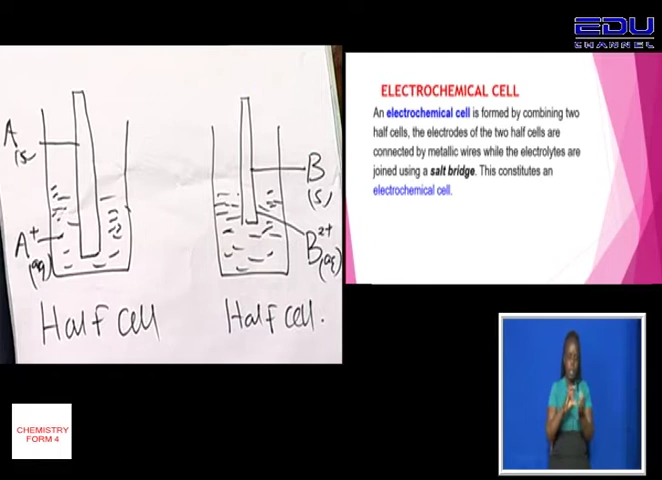 EDU
CHANNEL
A
(s)
A+
(aq)
Half cell
B
(s)
B2+
(aq)
Half cell.
ELECTROCHEMICAL CELL
An electrochemical cell is formed by combining two
half cells, the electrodes of the two half cells are
connected by metallic wires while the electrolytes are
joined using a salt bridge. This constitutes an
electrochemical cell.
CHEMISTRY
FORM 4